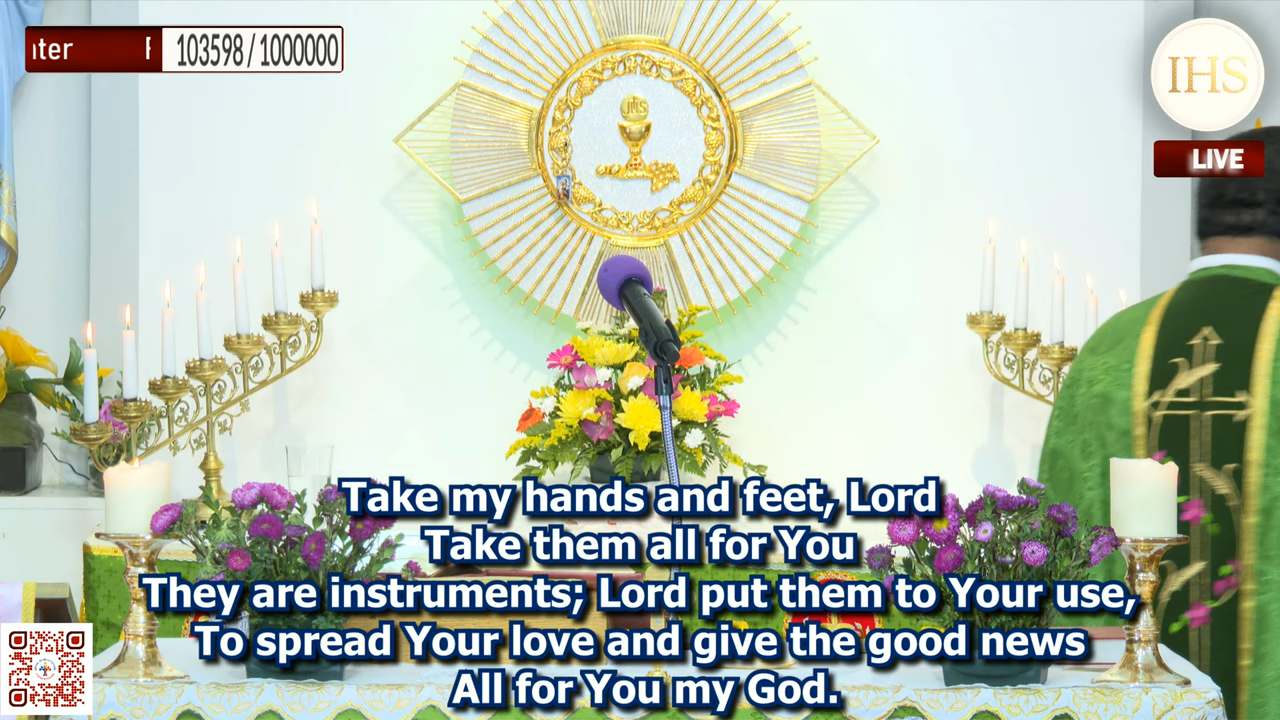 103598/1000000
IHS
LIVE
IHS
Take my hands and feet, Lord
Take them all for You
They are instruments; Lord put them to Your use,
To spread Your love and give the good news
All for You my God.